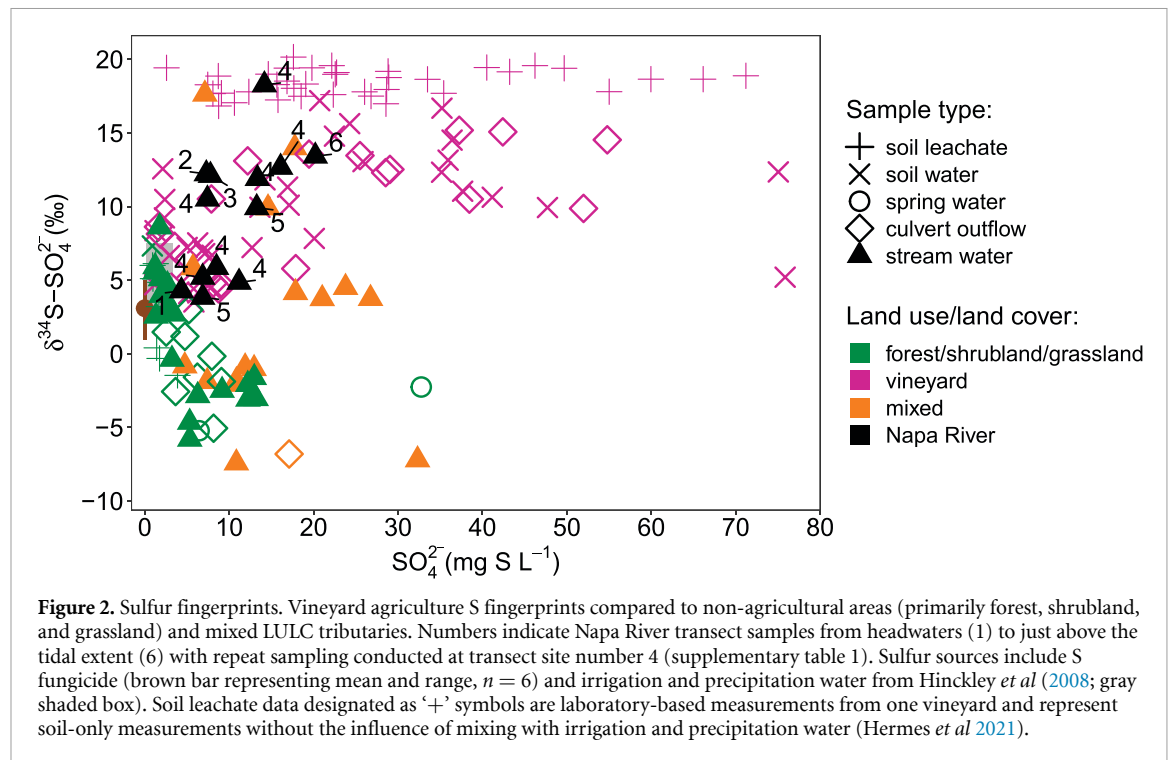 20
15
10
5
0
−5
−10
δ³⁴S−SO₄²⁻ (‰)
4
4
6
2
4
3
4
5
4
4
4
1
5
0 10 20 30 40 50 60 70 80
SO₄²⁻ (mg S L⁻¹)
Sample type:
soil leachate
soil water
spring water
culvert outflow
stream water
Land use/land cover:
forest/shrubland/grassland
vineyard
mixed
Napa River
Figure 2. Sulfur fingerprints. Vineyard agriculture S fingerprints compared to non-agricultural areas (primarily forest, shrubland,
and grassland) and mixed LULC tributaries. Numbers indicate Napa River transect samples from headwaters (1) to just above the
tidal extent (6) with repeat sampling conducted at transect site number 4 (supplementary table 1). Sulfur sources include S
fungicide (brown bar representing mean and range, n = 6) and irrigation and precipitation water from Hinckley et al (2008; gray
shaded box). Soil leachate data designated as ‘+’ symbols are laboratory-based measurements from one vineyard and represent
soil-only measurements without the influence of mixing with irrigation and precipitation water (Hermes et al 2021).